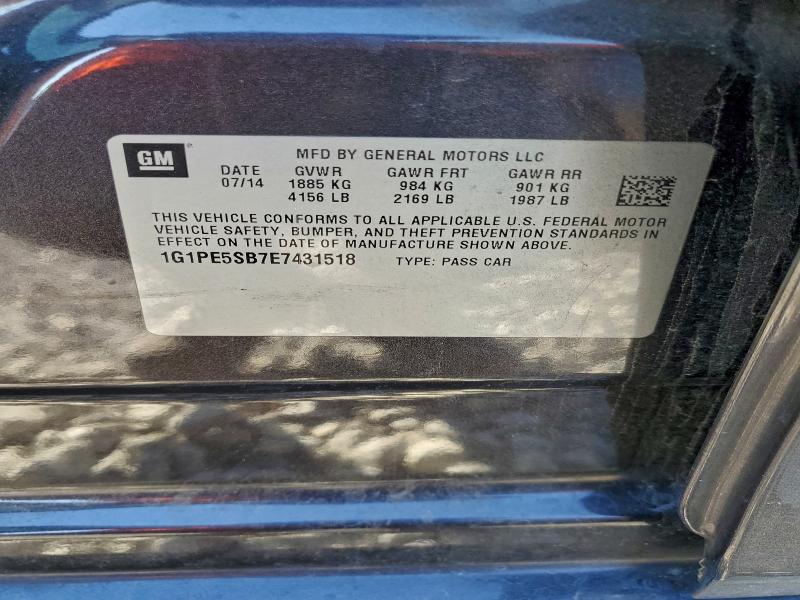 GM
MFD BY GENERAL MOTORS LLC
DATE GVWR GAWR FRT GAWR RR
07/14 1885 KG 984 KG 901 KG
4156 LB 2169 LB 1987 LB
THIS VEHICLE CONFORMS TO ALL APPLICABLE U.S. FEDERAL MOTOR
VEHICLE SAFETY, BUMPER, AND THEFT PREVENTION STANDARDS IN
EFFECT ON THE DATE OF MANUFACTURE SHOWN ABOVE.
1G1PE5SB7E7431518 TYPE: PASS CAR